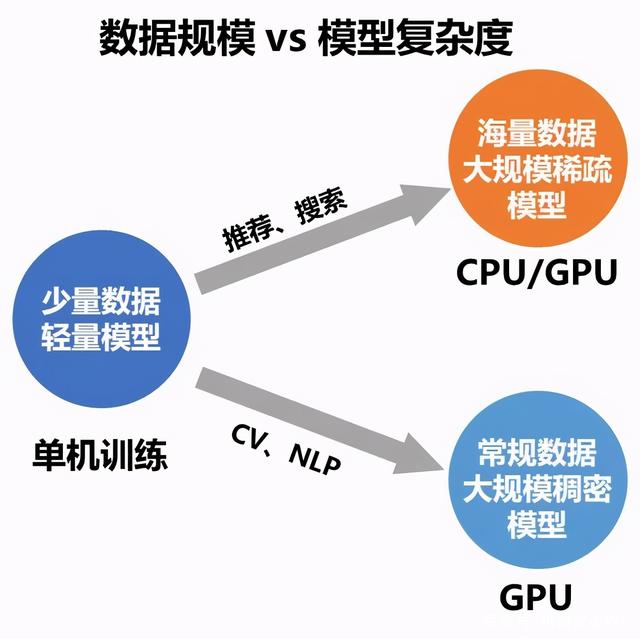 数据规模 vs 模型复杂度
海量数据
大规模稀疏
模型
推荐、搜索
CPU/GPU
少量数据
轻量模型
单机训练
CV、NLP
常规数据
大规模稠密
模型
GPU